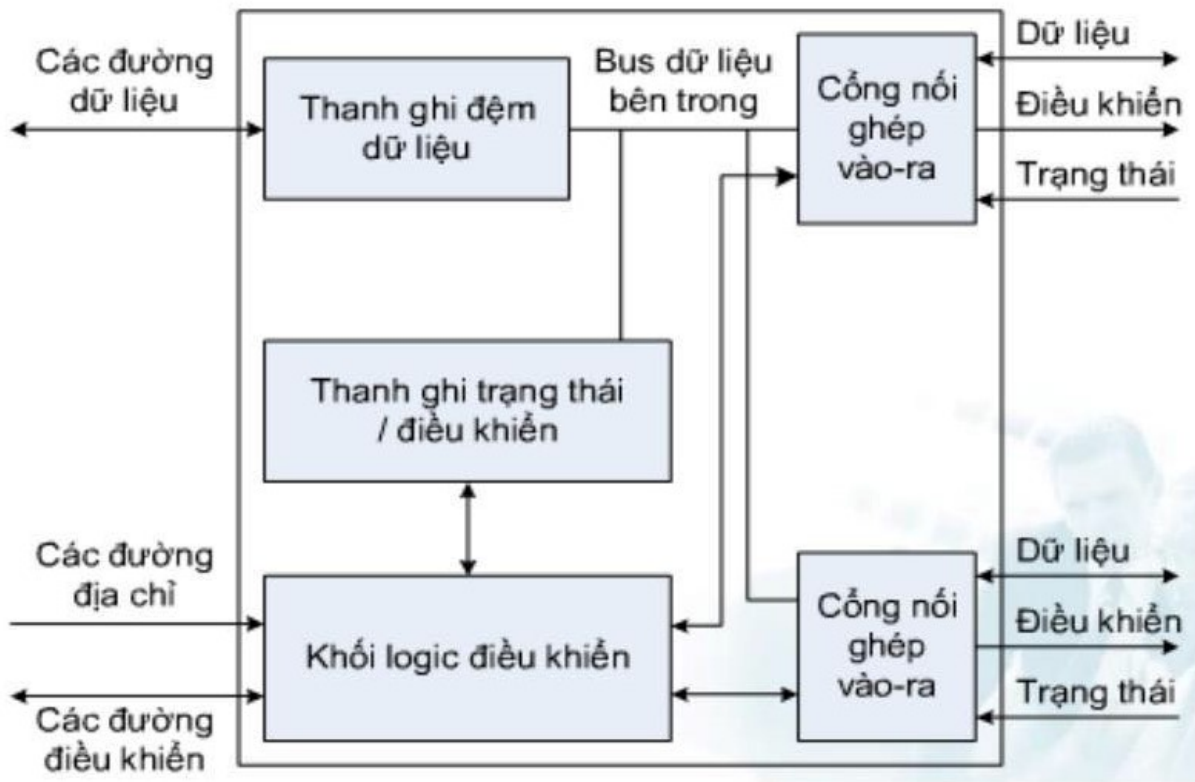 Các đường
dữ liệu
Thanh ghi đệm
dữ liệu
Bus dữ liệu
bên trong
Cổng nối
ghép
vào-ra
Dữ liệu
Điều khiển
Trạng thái
Thanh ghi trạng thái
/ điều khiển
Các đường
địa chỉ
Khối logic điều khiển
Các đường
điều khiển
Cổng nối
ghép
vào-ra
Dữ liệu
Điều khiển
Trạng thái